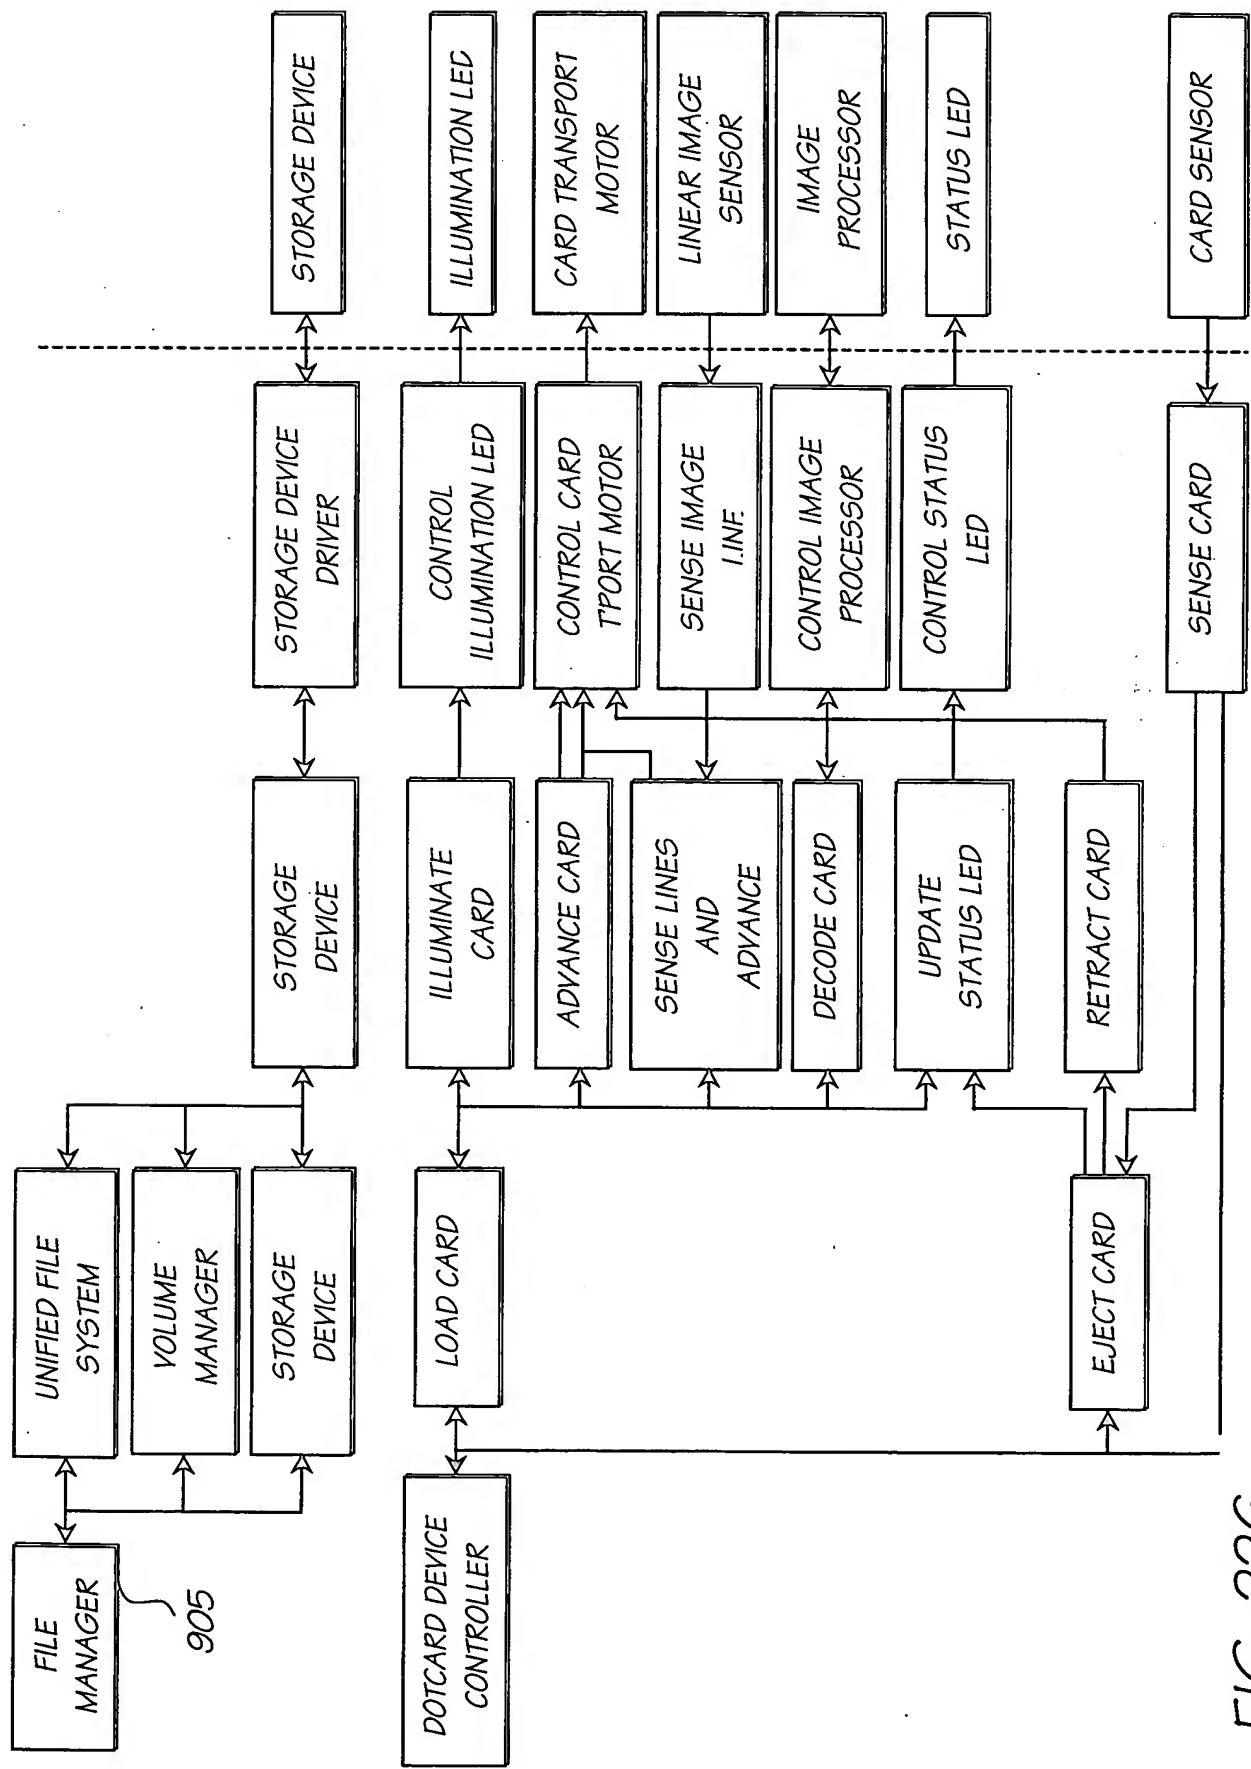 FILE
MANAGER
905
UNIFIED FILE
SYSTEM
VOLUME
MANAGER
STORAGE
DEVICE
STORAGE
DEVICE
STORAGE DEVICE
DRIVER
STORAGE DEVICE
DOTCARD DEVICE
CONTROLLER
LOAD CARD
ILLUMINATE
CARD
CONTROL
ILLUMINATION LED
ILLUMINATION LED
ADVANCE CARD
CONTROL CARD
T'PORT MOTOR
CARD TRANSPORT
MOTOR
SENSE LINES
AND
ADVANCE
SENSE IMAGE
I.INF.
LINEAR IMAGE
SENSOR
DECODE CARD
CONTROL IMAGE
PROCESSOR
IMAGE
PROCESSOR
UPDATE
STATUS LED
CONTROL STATUS
LED
STATUS LED
EJECT CARD
RETRACT CARD
SENSE CARD
CARD SENSOR
FIG.